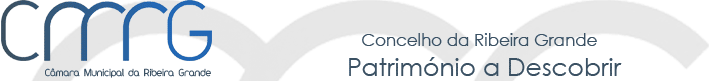 CMRG
Câmara Municipal da Ribeira Grande
Concelho da Ribeira Grande
Património a Descobrir